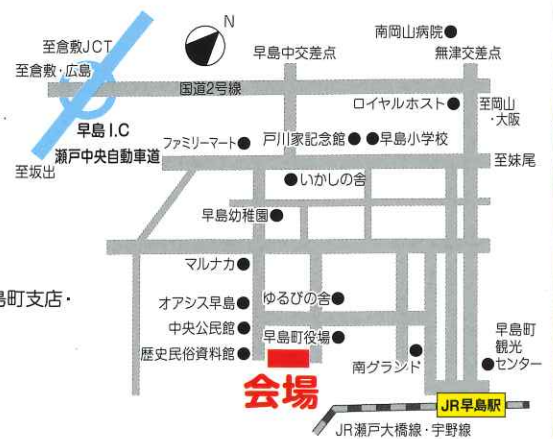 N
至倉敷JCT
至倉敷・広島
早島I.C
瀬戸中央自動車道
至坂出
国道2号線
早島中交差点
南岡山病院
無津交差点
ロイヤルホスト
至岡山
・大阪
ファミリーマート
戸川家記念館
早島小学校
至妹尾
いかしの舎
早島幼稚園
マルナカ
島町支店・
オアシス早島
ゆるびの舎
中央公民館
早島町役場
歴史民俗資料館
会場
南グランド
早島町
観光
センター
JR早島駅
JR瀬戸大橋線・宇野線